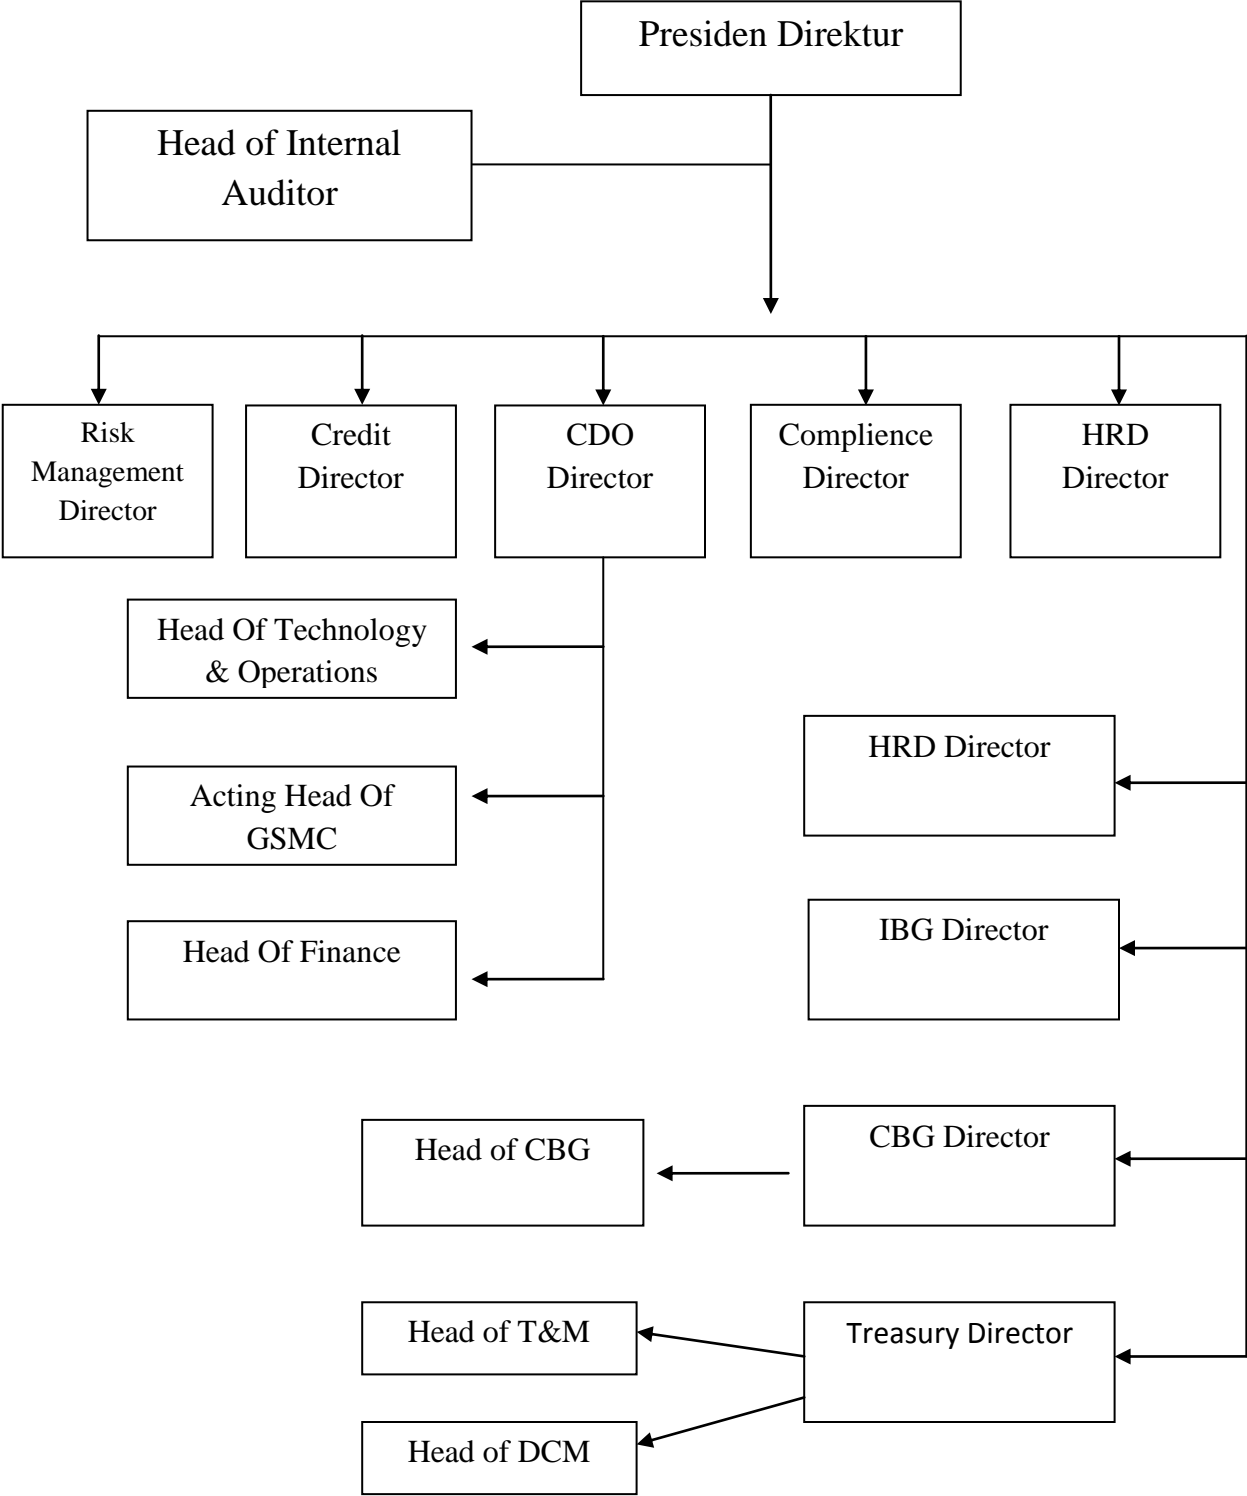 Presiden Direktur
Head of Internal
Auditor
Risk
Management
Director
Credit
Director
CDO
Director
Complience
Director
HRD
Director
Head Of Technology
& Operations
Acting Head Of
GSMC
Head Of Finance
HRD Director
IBG Director
CBG Director
Head of CBG
Treasury Director
Head of T&M
Head of DCM